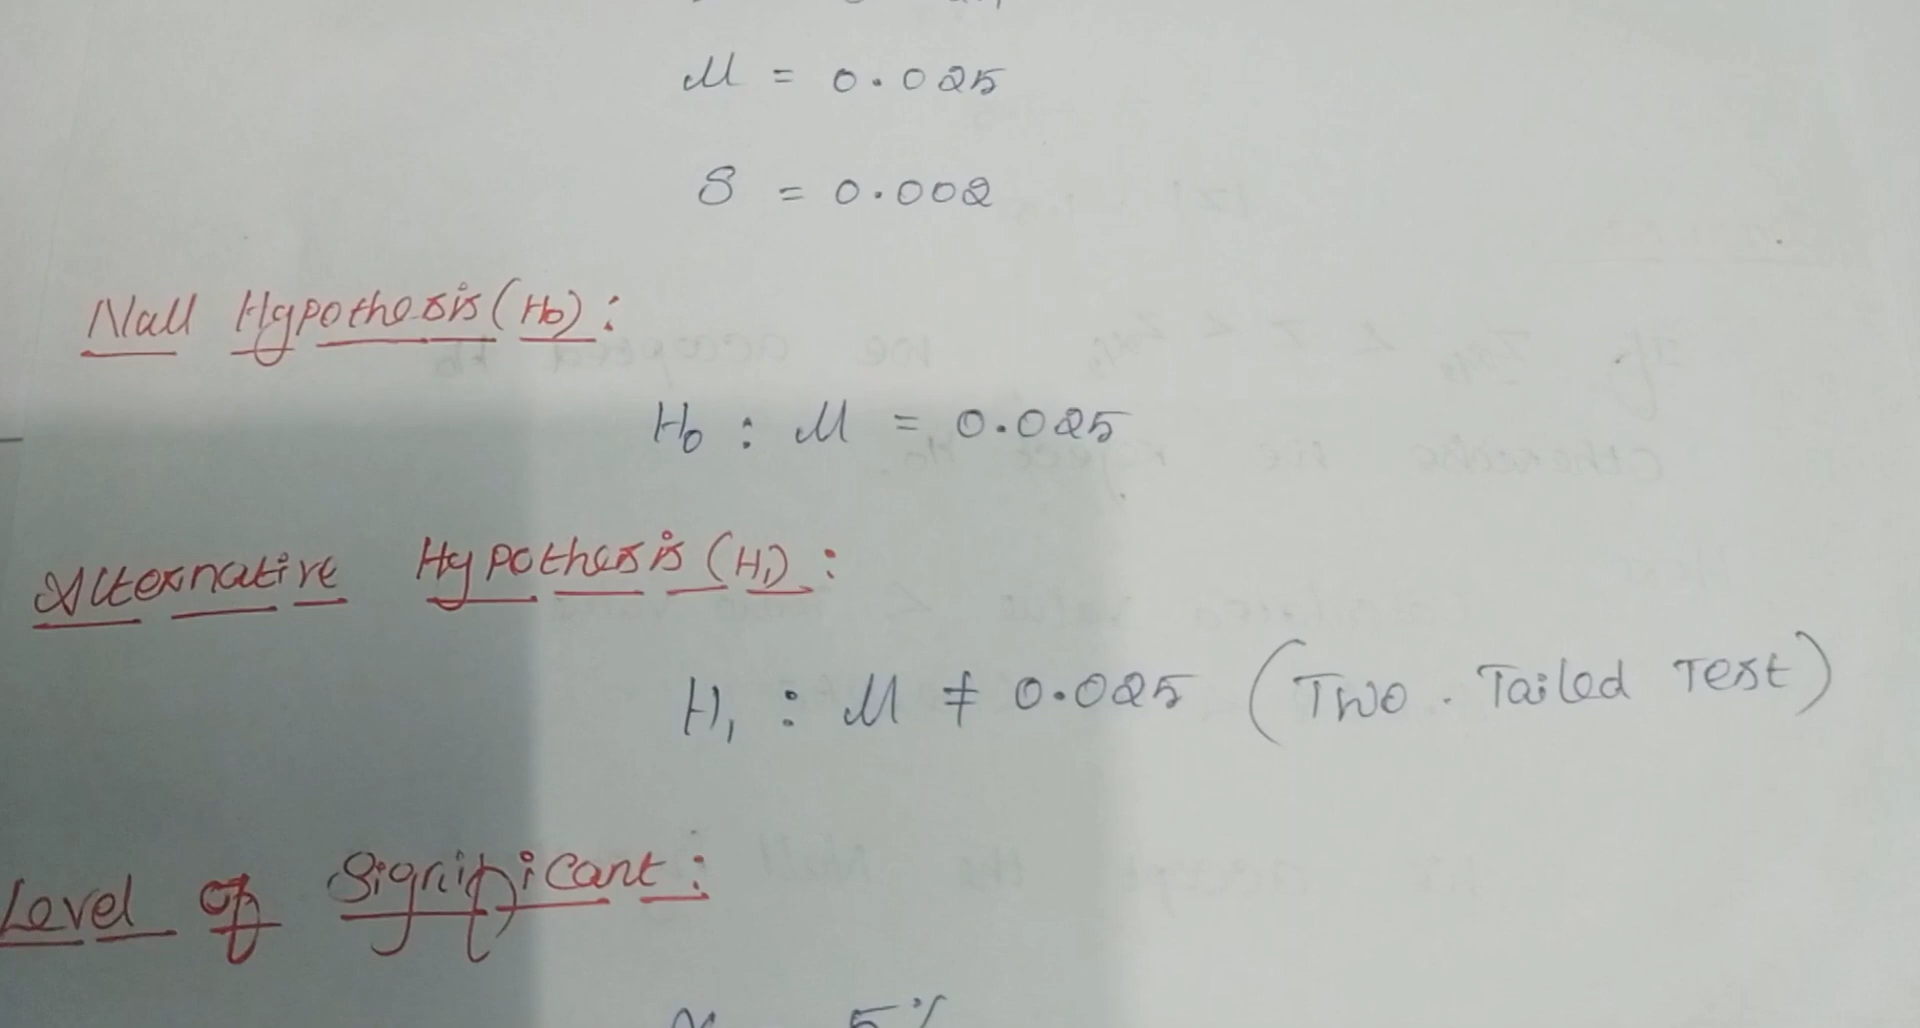 μ = 0.025
S = 0.002
Null Hypothesis (H0) :
H0 : μ = 0.025
Alternative Hypothesis (H1) :
H1 : μ ≠ 0.025 (Two. Tailed Test)
Level of Significant :
5%